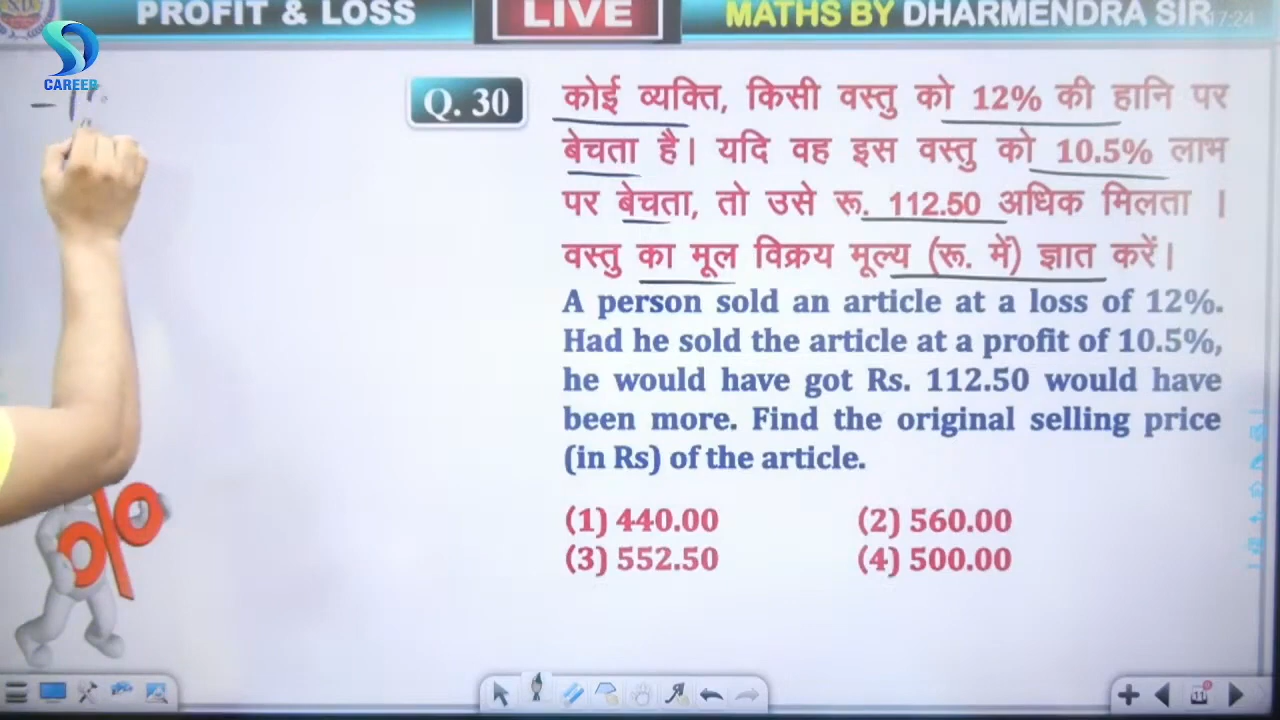 PROFIT & LOSS
LIVE
MATHS BY DHARMENDRA SIR
17:24
CAREER
Q. 30
कोई व्यक्ति, किसी वस्तु को 12% की हानि पर
बेचता है। यदि वह इस वस्तु को 10.5% लाभ
पर बेचता, तो उसे रू. 112.50 अधिक मिलता ।
वस्तु का मूल विक्रय मूल्य (रू. में) ज्ञात करें।
A person sold an article at a loss of 12%.
Had he sold the article at a profit of 10.5%,
he would have got Rs. 112.50 would have
been more. Find the original selling price
(in Rs) of the article.
(1) 440.00 (2) 560.00
(3) 552.50 (4) 500.00